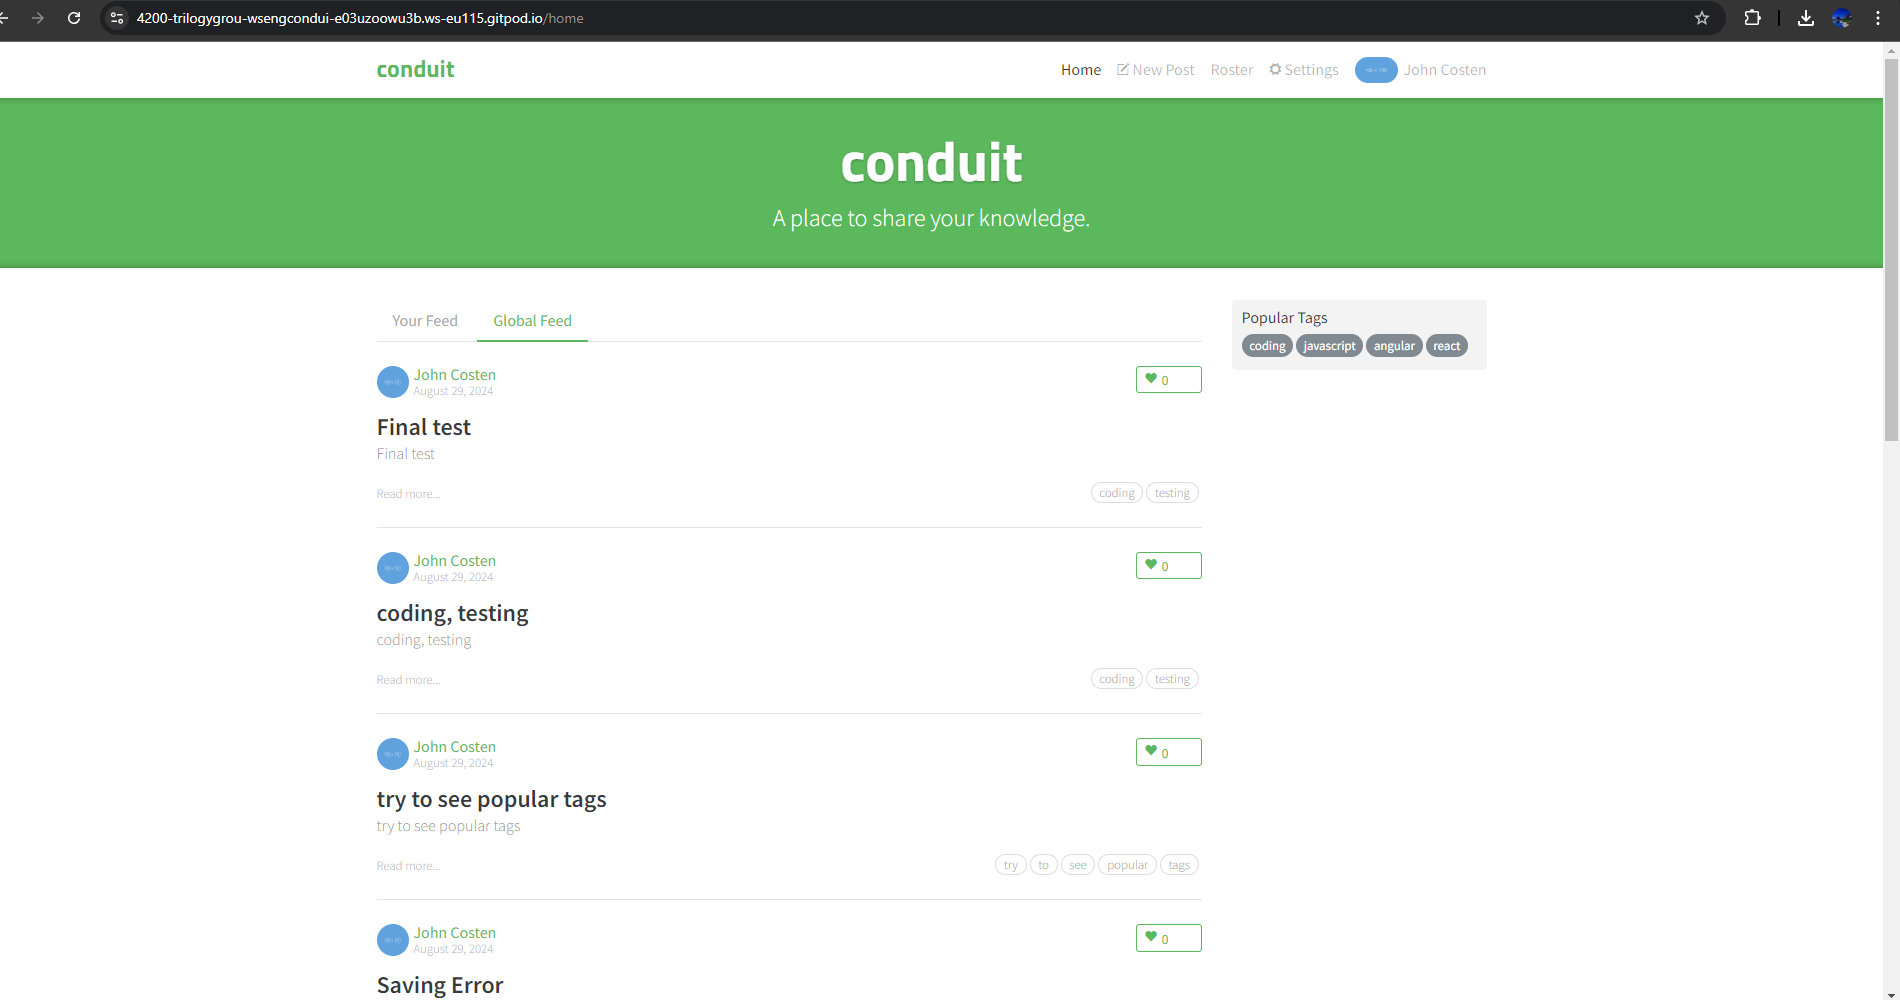 4200-trilogygrou-wsengcondui-e03uzoowu3b.ws-eu115.gitpod.io/home
conduit
Home New Post Roster Settings John Costen
conduit
A place to share your knowledge.
Your Feed Global Feed
Popular Tags
coding javascript angular react
John Costen
August 29, 2024
0
Final test
Final test
Read more...
coding testing
John Costen
August 29, 2024
0
coding, testing
coding, testing
Read more...
coding testing
John Costen
August 29, 2024
0
try to see popular tags
try to see popular tags
Read more...
try to see popular tags
John Costen
August 29, 2024
0
Saving Error